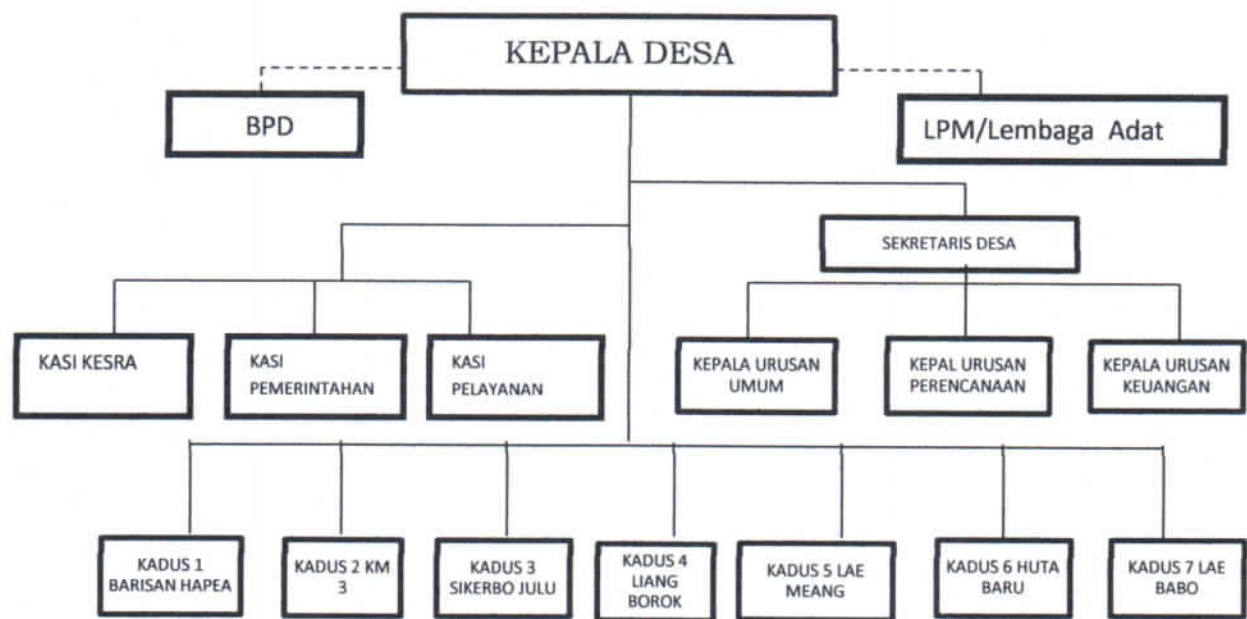 KEPALA DESA
BPD
LPM/Lembaga Adat
SEKRETARIS DESA
KASI KESRA
KASI
PEMERINTAHAN
KASI
PELAYANAN
KEPALA URUSAN
UMUM
KEPAL URUSAN
PERENCANAAN
KEPALA URUSAN
KEUANGAN
KADUS 1
BARISAN HAPEA
KADUS 2 KM
3
KADUS 3
SIKERBO JULU
KADUS 4
LIANG
BOROK
KADUS 5 LAE
MEANG
KADUS 6 HUTA
BARU
KADUS 7 LAE
BABO